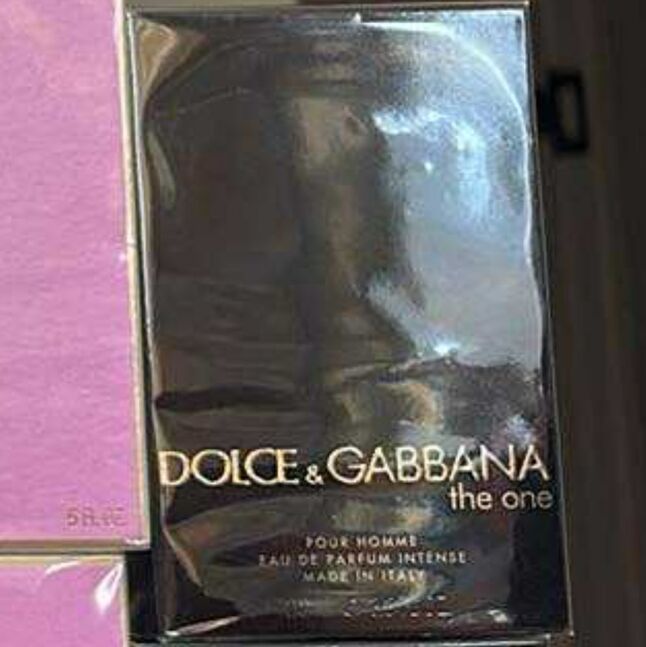 DOLCE & GABBANA
the one
POUR HOMME
EAU DE PARFUM INTENSE
MADE IN ITALY